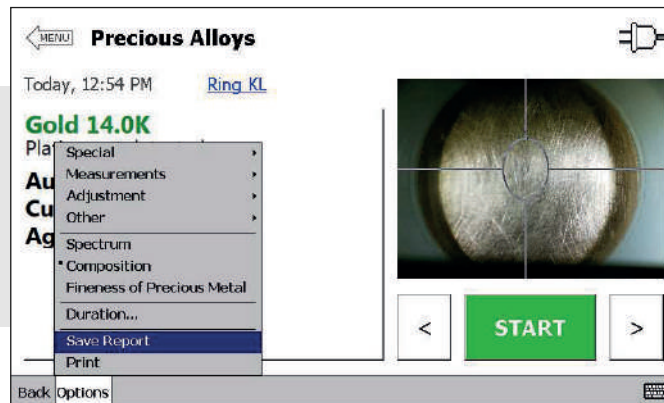 MENU Precious Alloys
Today, 12:54 PM Ring KL
Gold 14.0K
Au
Cu
Ag
Special
Measurements
Adjustment
Other
Spectrum
Composition
Fineness of Precious Metal
Duration...
Save Report
Print
< START >
Back Options